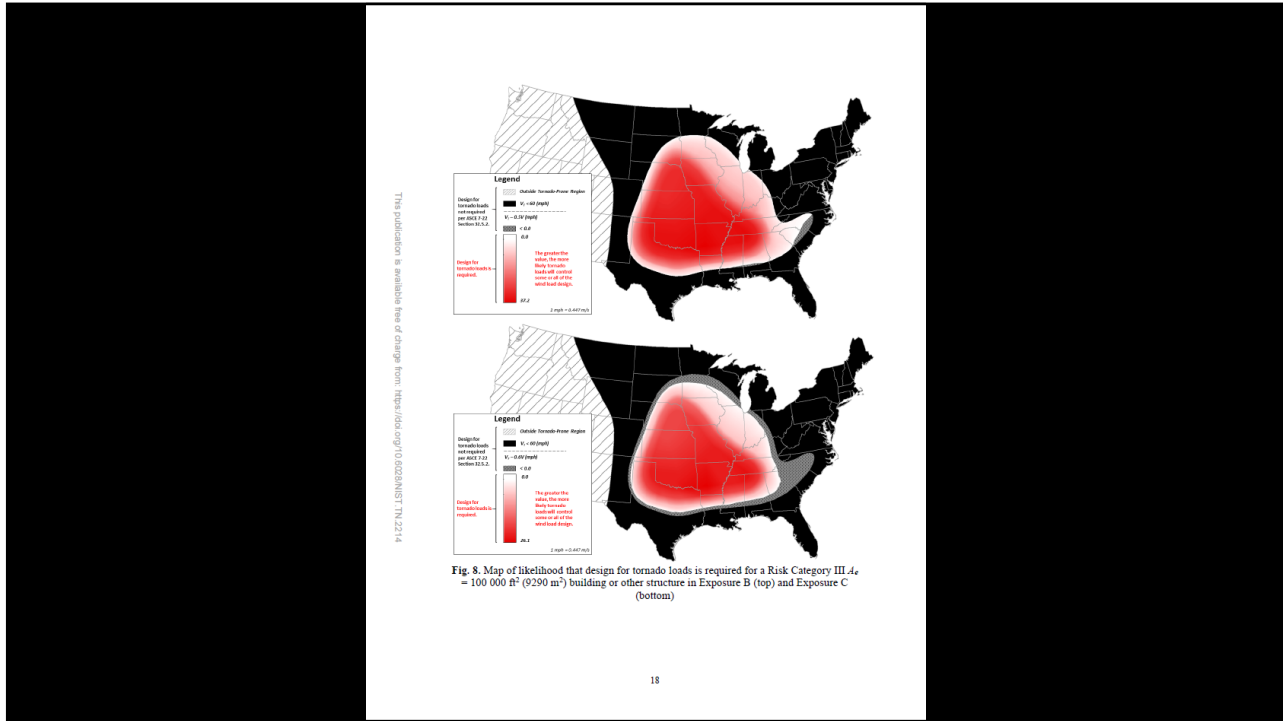 This publication is available free of charge from: https://doi.org/10.6028/NIST.TN.2214
Legend
Design for
tornado loads
not required
per ASCE 7-22
Section 32.5.2.
Outside Tornado-Prone Region
< 60 (mph)
< 0.0
0.0
Design for
tornado loads is
required.
The greater the
value, the more
likely tornado
loads will control
some or all of the
wind load design.
1 mph = 0.447 m/s
Legend
Design for
tornado loads
not required
per ASCE 7-22
Section 32.5.2.
Outside Tornado-Prone Region
< 60 (mph)
< 0.0
0.0
Design for
tornado loads is
required.
The greater the
value, the more
likely tornado
loads will control
some or all of the
wind load design.
1 mph = 0.447 m/s
Fig. 8. Map of likelihood that design for tornado loads is required for a Risk Category III Ae
= 100 000 ft² (9290 m²) building or other structure in Exposure B (top) and Exposure C
(bottom)
18